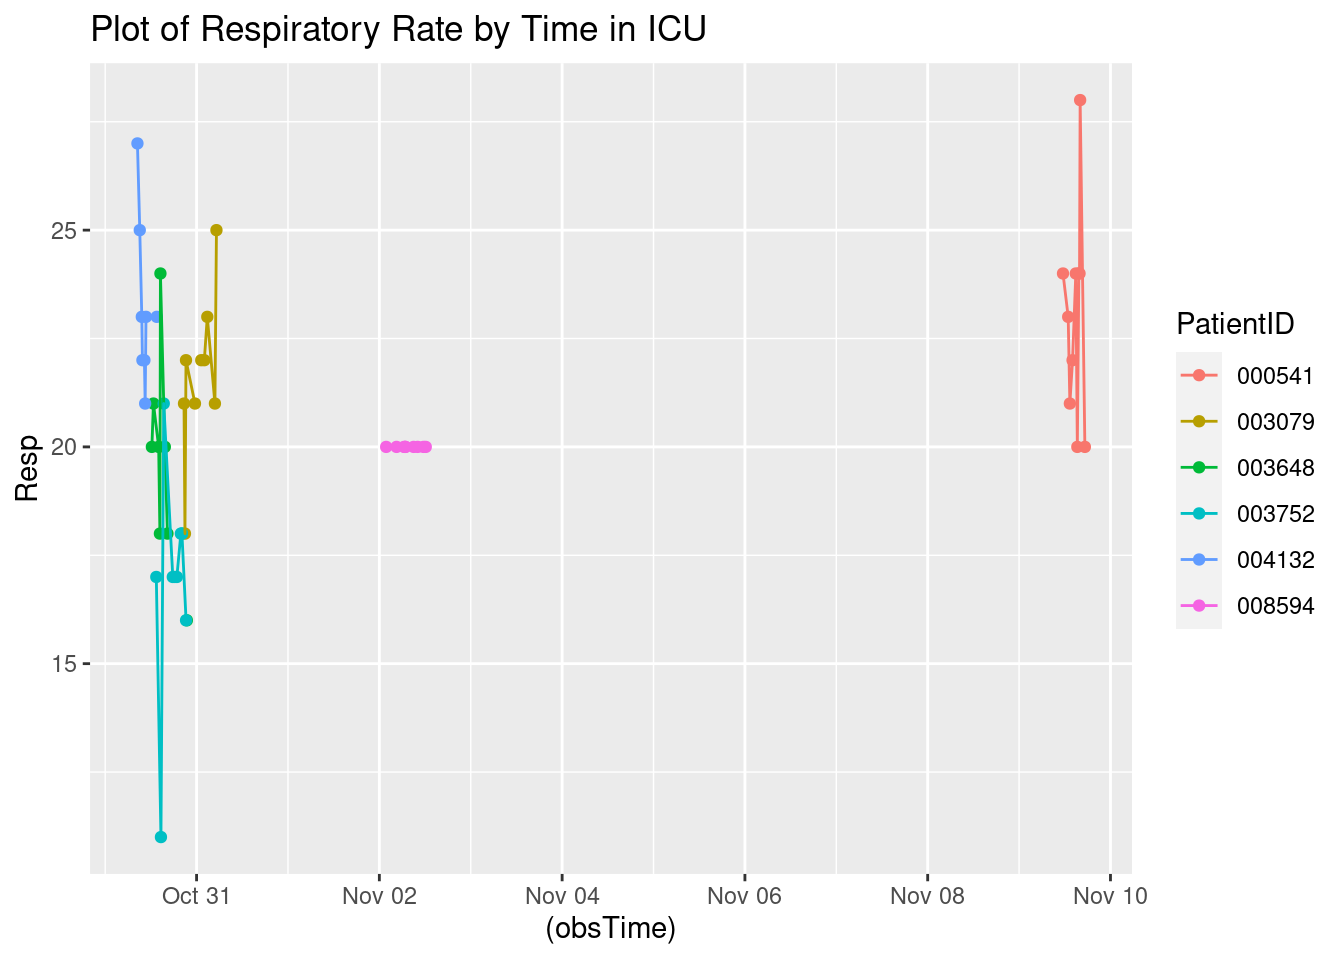 Plot of Respiratory Rate by Time in ICU
Resp
25
20
15
Oct 31
Nov 02
Nov 04
Nov 06
Nov 08
Nov 10
(obsTime)
PatientID
000541
003079
003648
003752
004132
008594